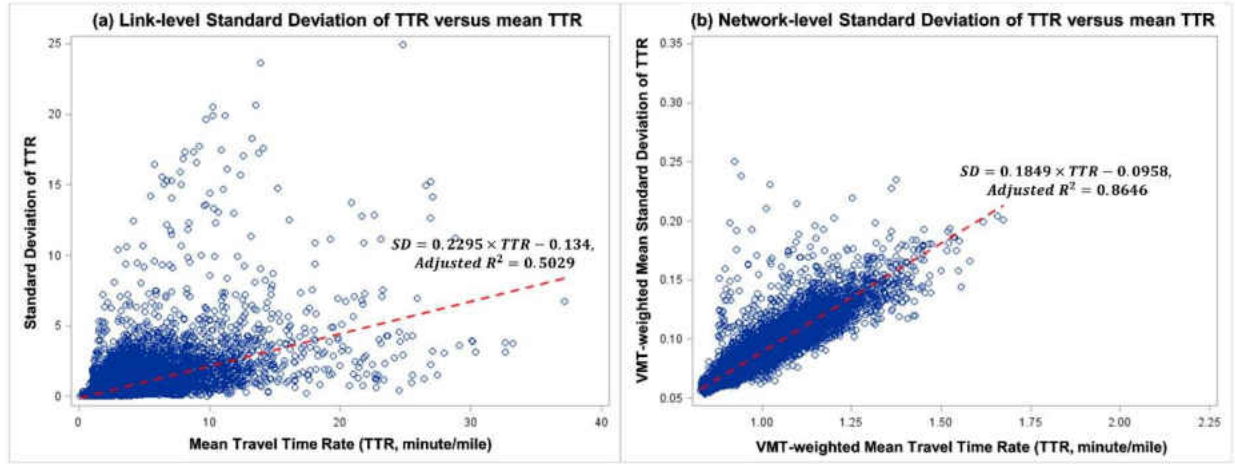 (a) Link-level Standard Deviation of TTR versus mean TTR
Standard Deviation of TTR
25
20
15
10
5
0
SD = 0.2295 × TTR − 0.134,
Adjusted R² = 0.5029
0 10 20 30 40
Mean Travel Time Rate (TTR, minute/mile)
(b) Network-level Standard Deviation of TTR versus mean TTR
VMT-weighted Mean Standard Deviation of TTR
0.35
0.30
0.25
0.20
0.15
0.10
0.05
SD = 0.1849 × TTR − 0.0958,
Adjusted R² = 0.8646
1.00 1.25 1.50 1.75 2.00 2.25
VMT-weighted Mean Travel Time Rate (TTR, minute/mile)